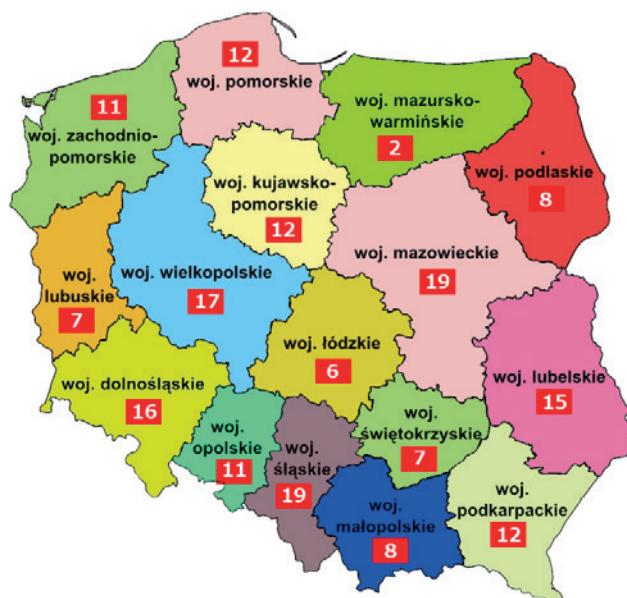 12
woj. pomorskie
11
woj. zachodnio-
pomorskie
woj. mazursko-
warmińskie
2
woj. podlaskie
8
woj. kujawsko-
pomorskie
12
woj. mazowieckie
19
woj.
lubuskie
7
woj. wielkopolskie
17
woj. łódzkie
6
woj. lubelskie
15
woj. dolnośląskie
16
woj.
opolskie
11
woj.
śląskie
19
woj.
świętokrzyskie
7
woj.
małopolskie
8
woj.
podkarpackie
12